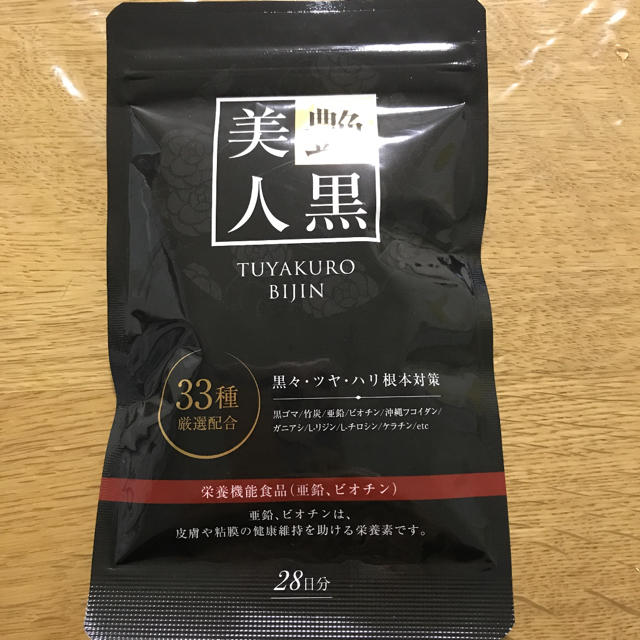 艶黒
美人
TUYAKURO
BIJIN
33種
厳選配合
黒々・ツヤ・ハリ根本対策
黒ゴマ/竹炭/亜鉛/ビオチン/沖縄フコイダン/
ガニアシ/L-リジン/L-チロシン/ケラチン/etc
栄養機能食品(亜鉛、ビオチン)
亜鉛、ビオチンは、
皮膚や粘膜の健康維持を助ける栄養素です。
28日分